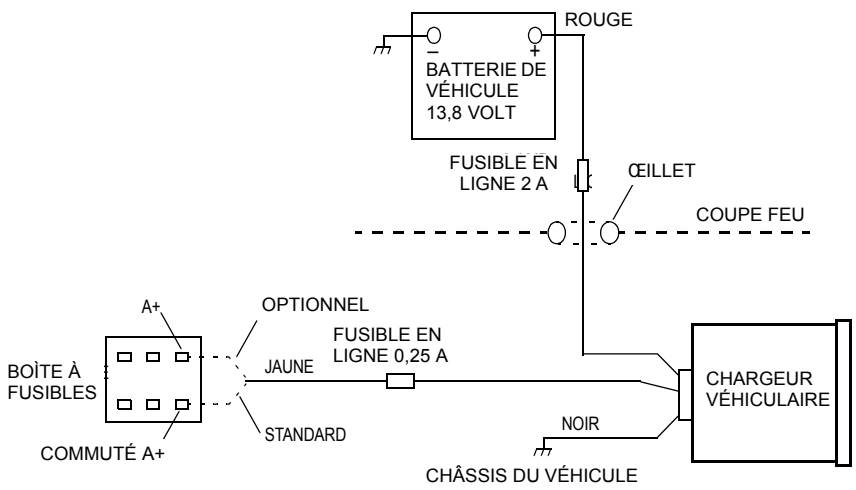 ROUGE
–
+
BATTERIE DE
VÉHICULE
13,8 VOLT
FUSIBLE EN
LIGNE 2 A
ŒILLET
COUPE FEU
A+
OPTIONNEL
FUSIBLE EN
LIGNE 0,25 A
JAUNE
BOÌTE À
FUSIBLES
CHARGEUR
VÉHICULAIRE
STANDARD
NOIR
COMMUTÉ A+
CHÂSSIS DU VÉHICULE